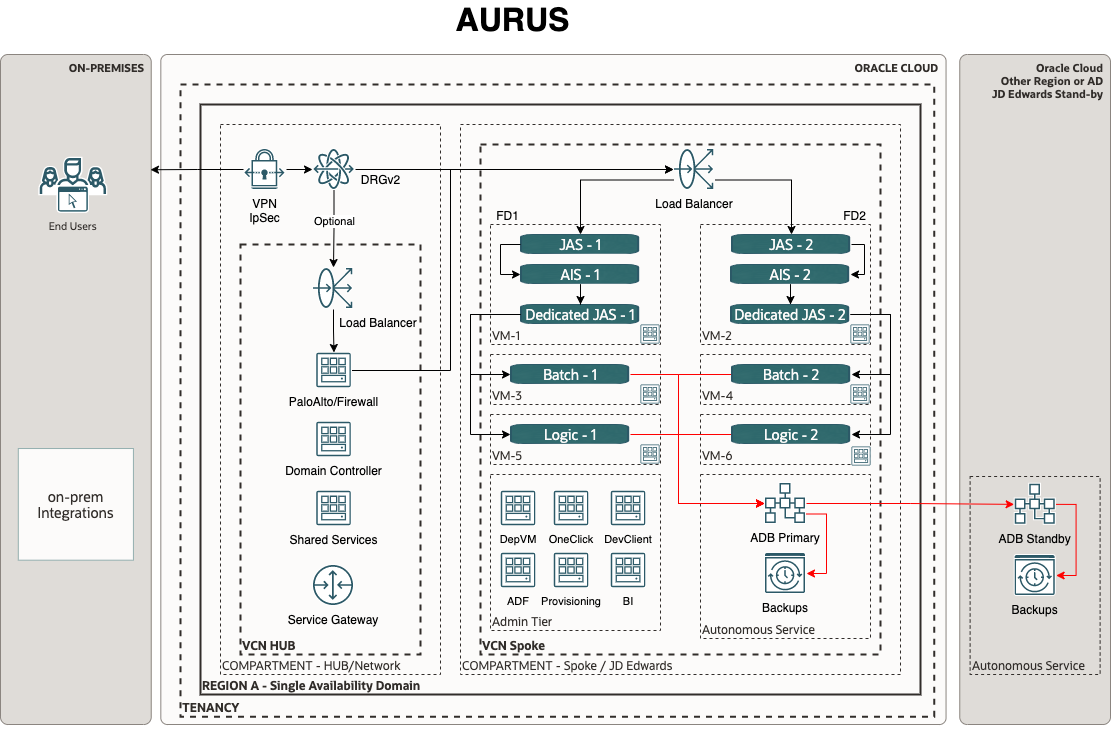 AURUS
ON-PREMISES
End Users
on-prem
Integrations
ORACLE CLOUD
VPN
IpSec
DRGv2
Optional
Load Balancer
PaloAlto/Firewall
Domain Controller
Shared Services
Service Gateway
VCN HUB
COMPARTMENT - HUB/Network
Load Balancer
FD1
FD2
JAS - 1
AIS - 1
Dedicated JAS - 1
VM-1
JAS - 2
AIS - 2
Dedicated JAS - 2
VM-2
Batch - 1
VM-3
Batch - 2
VM-4
Logic - 1
VM-5
Logic - 2
VM-6
DepVM
OneClick
DevClient
ADF
Provisioning
BI
Admin Tier
ADB Primary
Backups
Autonomous Service
VCN Spoke
COMPARTMENT - Spoke / JD Edwards
REGION A - Single Availability Domain
TENANCY
Oracle Cloud
Other Region or AD
JD Edwards Stand-by
ADB Standby
Backups
Autonomous Service